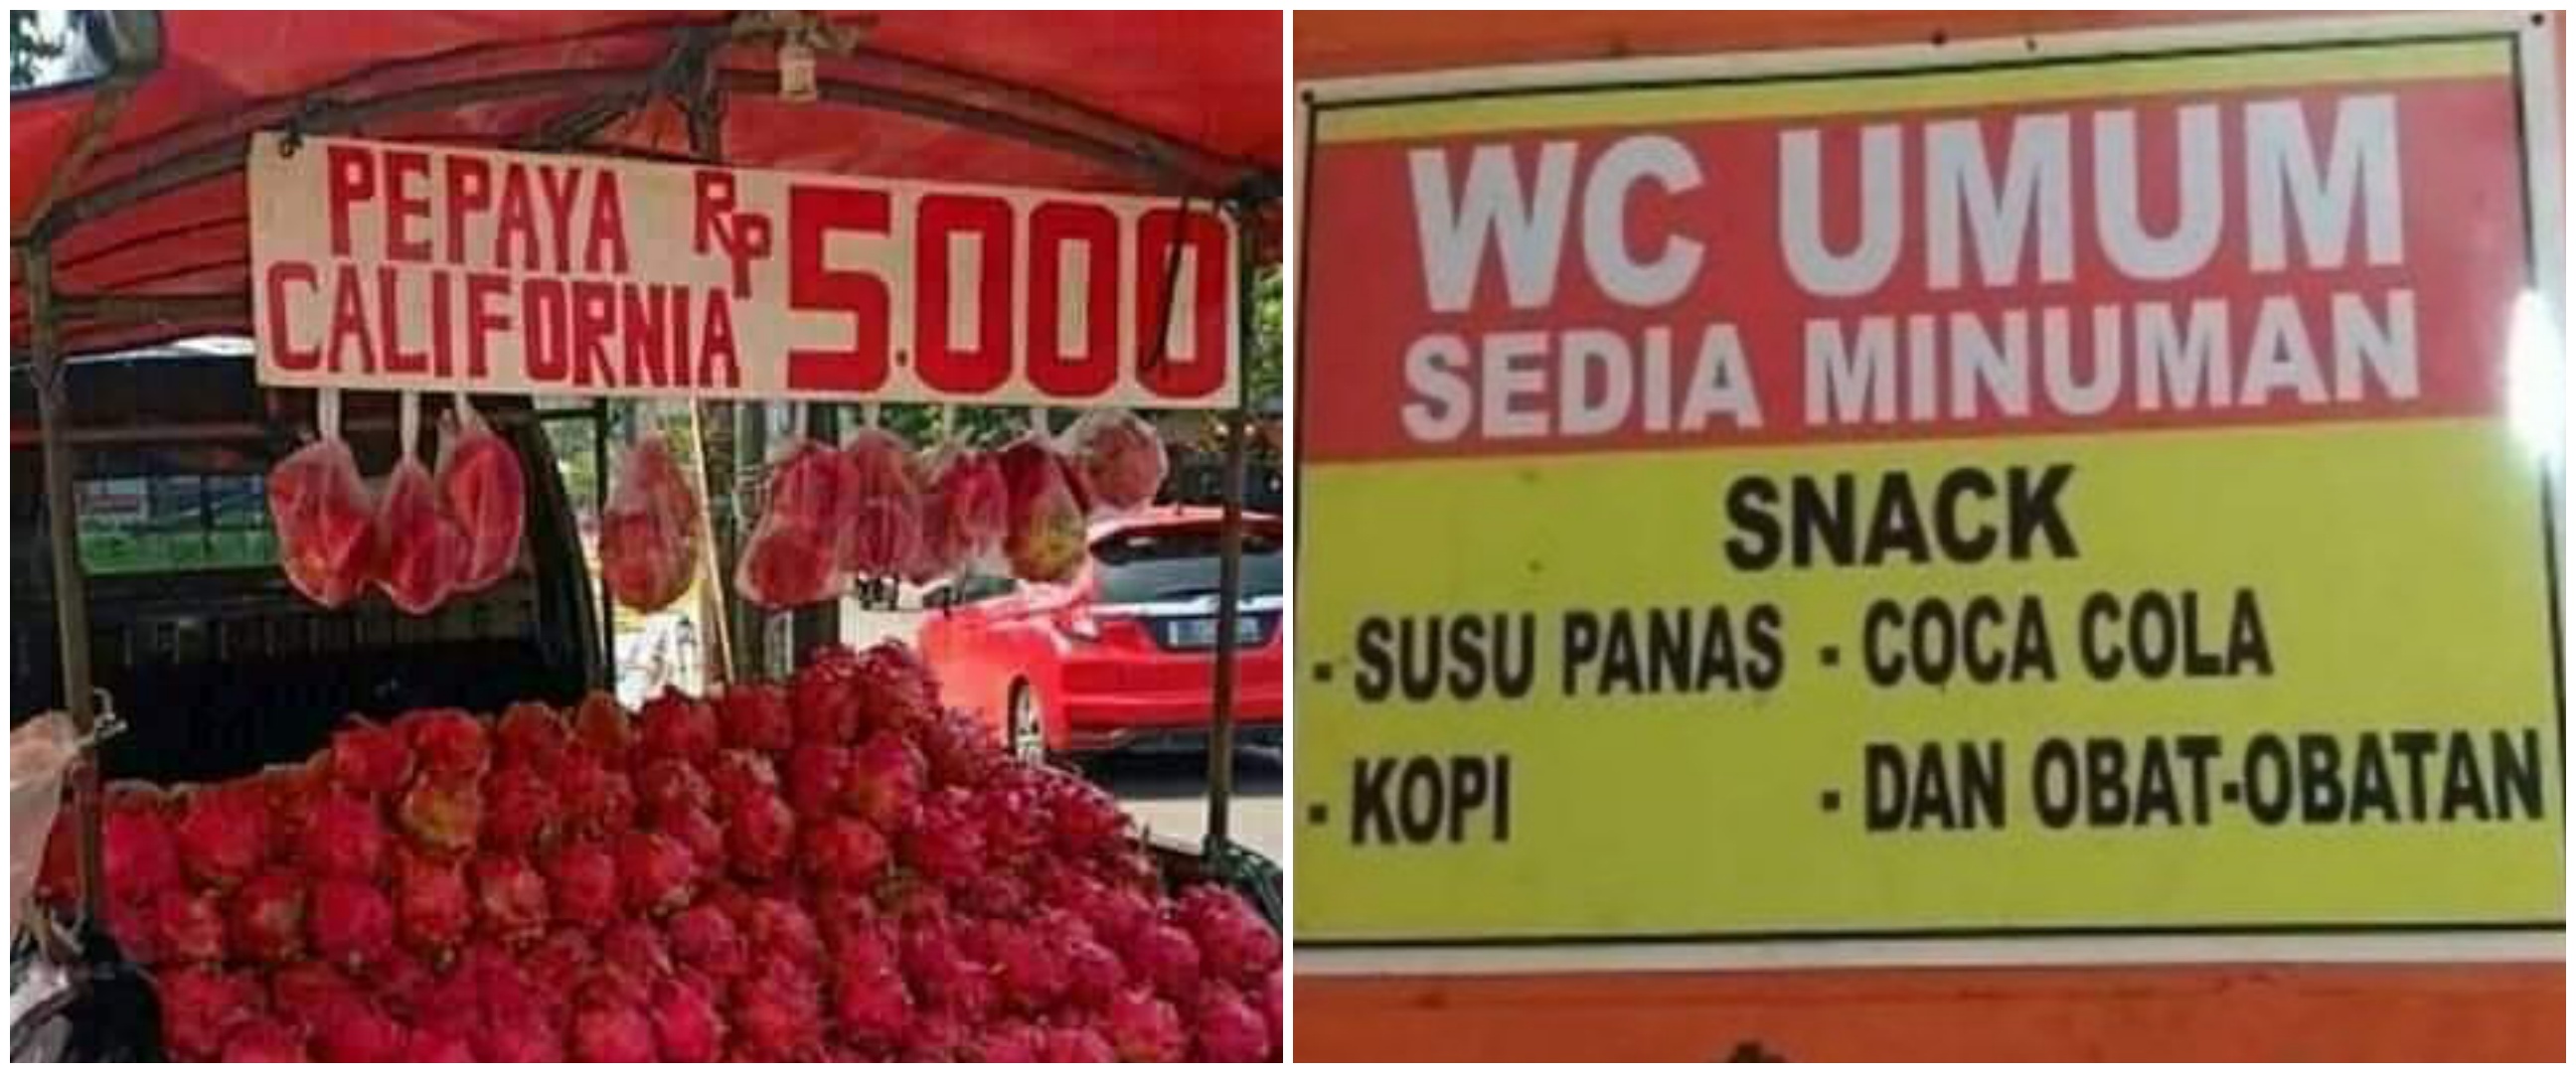 PEPAYA Rp 5.000
CALIFORNIA
WC UMUM
SEDIA MINUMAN
SNACK
- SUSU PANAS - COCA COLA
- KOPI - DAN OBAT-OBATAN